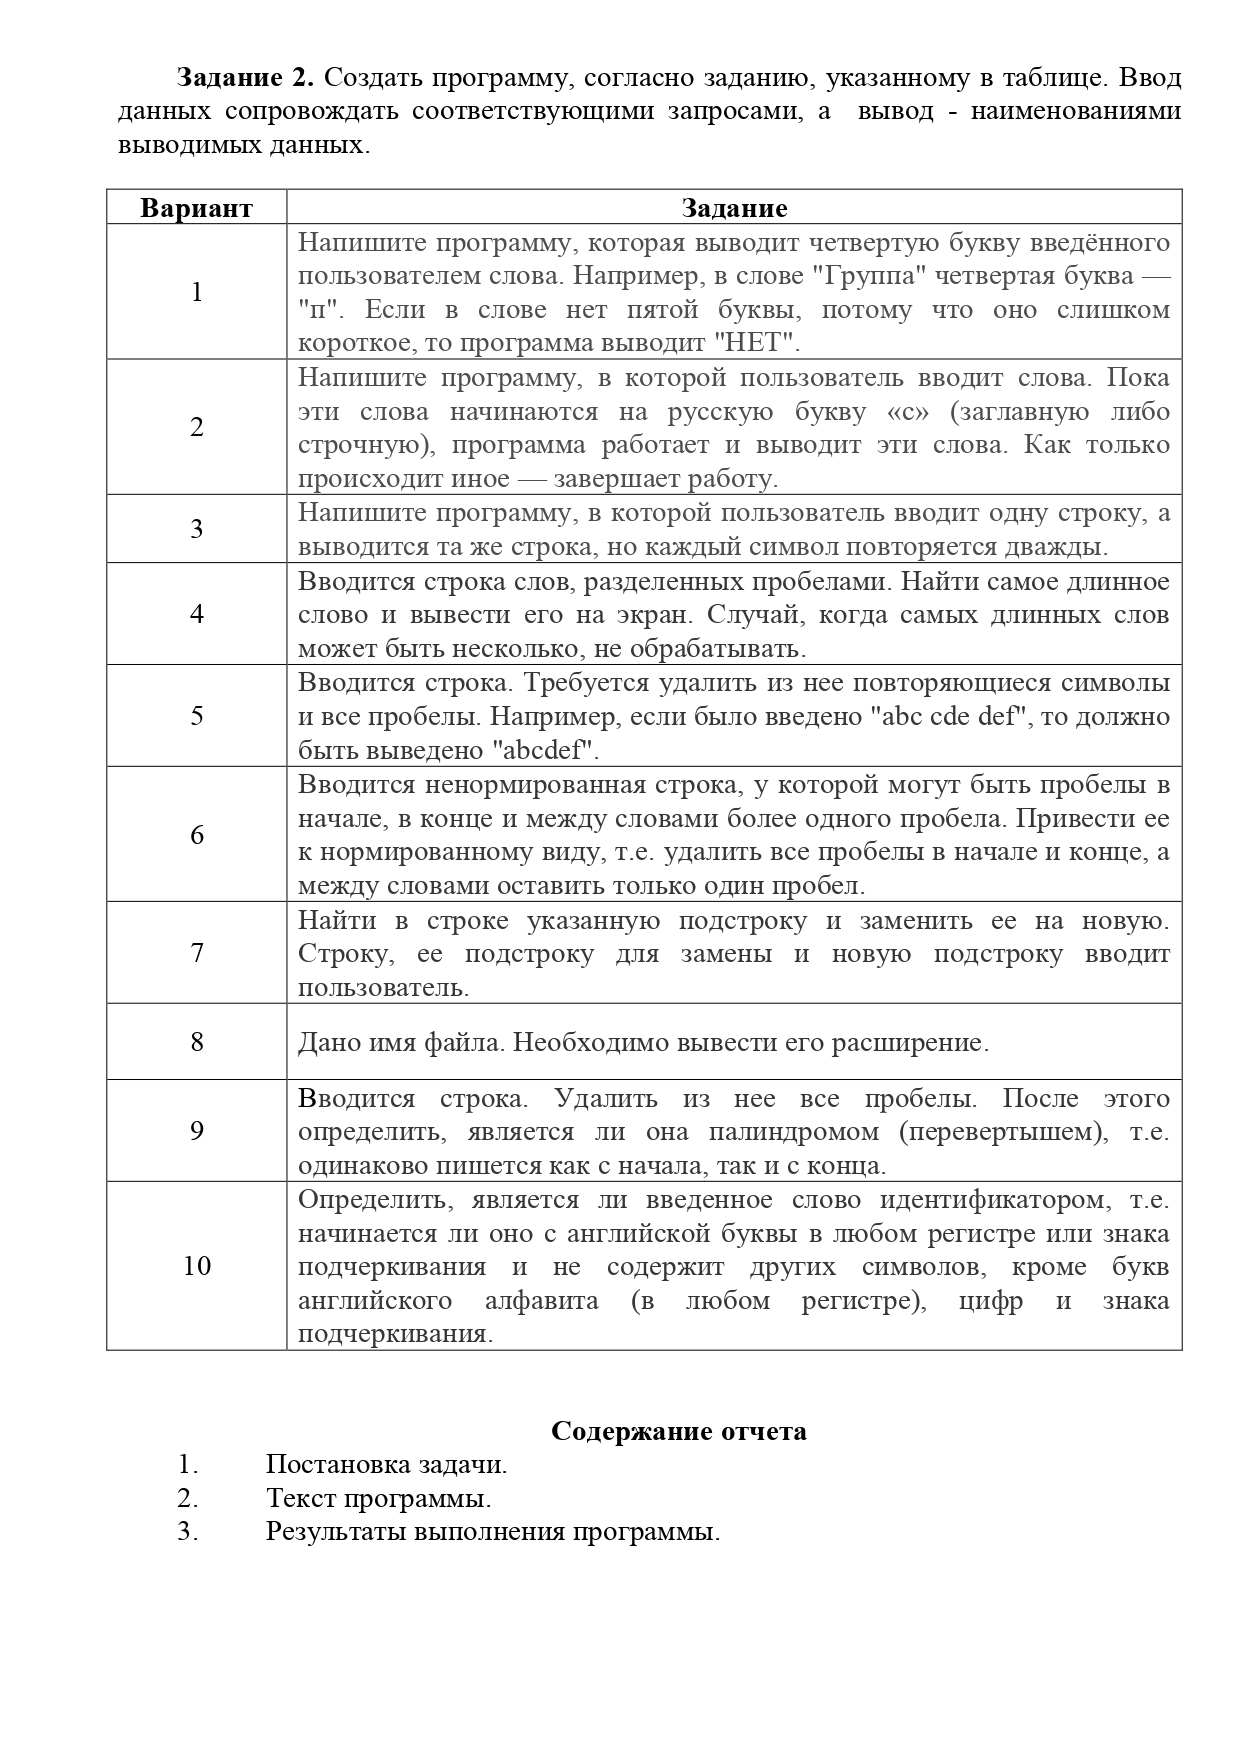 Задание 2. Создать программу, согласно заданию, указанному в таблице. Ввод
данных сопровождать соответствующими запросами, а вывод - наименованиями
выводимых данных.
Вариант Задание
1
Напишите программу, которая выводит четвертую букву введённого
пользователем слова. Например, в слове "Группа" четвертая буква —
"п". Если в слове нет пятой буквы, потому что оно слишком
короткое, то программа выводит "НЕТ".
2
Напишите программу, в которой пользователь вводит слова. Пока
эти слова начинаются на русскую букву «с» (заглавную либо
строчную), программа работает и выводит эти слова. Как только
происходит иное — завершает работу.
3
Напишите программу, в которой пользователь вводит одну строку, а
выводится та же строка, но каждый символ повторяется дважды.
4
Вводится строка слов, разделенных пробелами. Найти самое длинное
слово и вывести его на экран. Случай, когда самых длинных слов
может быть несколько, не обрабатывать.
5
Вводится строка. Требуется удалить из нее повторяющиеся символы
и все пробелы. Например, если было введено "abc cde def", то должно
быть выведено "abcdef".
6
Вводится ненормированная строка, у которой могут быть пробелы в
начале, в конце и между словами более одного пробела. Привести ее
к нормированному виду, т.е. удалить все пробелы в начале и конце, а
между словами оставить только один пробел.
7
Найти в строке указанную подстроку и заменить ее на новую.
Строку, ее подстроку для замены и новую подстроку вводит
пользователь.
8
Дано имя файла. Необходимо вывести его расширение.
9
Вводится строка. Удалить из нее все пробелы. После этого
определить, является ли она палиндромом (перевертышем), т.е.
одинаково пишется как с начала, так и с конца.
10
Определить, является ли введенное слово идентификатором, т.е.
начинается ли оно с английской буквы в любом регистре или знака
подчеркивания и не содержит других символов, кроме букв
английского алфавита (в любом регистре), цифр и знака
подчеркивания.
Содержание отчета
1. Постановка задачи.
2. Текст программы.
3. Результаты выполнения программы.